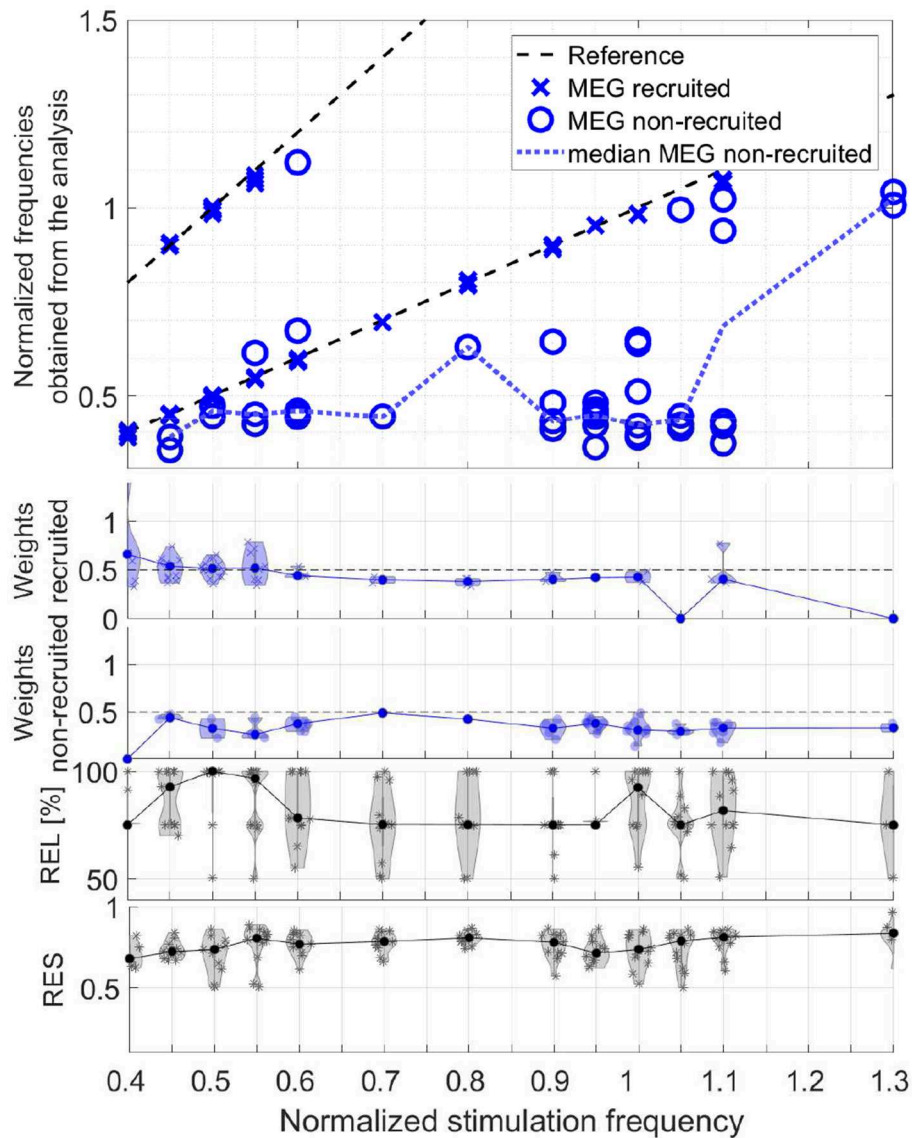 1.5
Reference
MEG recruited
MEG non-recruited
median MEG non-recruited
Normalized frequencies
obtained from the analysis
1
0.5
Weights
recruited
1
0.5
0
Weights
non-recruited
1
0.5
REL [%]
100
50
RES
1
0.5
0.4 0.5 0.6 0.7 0.8 0.9 1 1.1 1.2 1.3
Normalized stimulation frequency